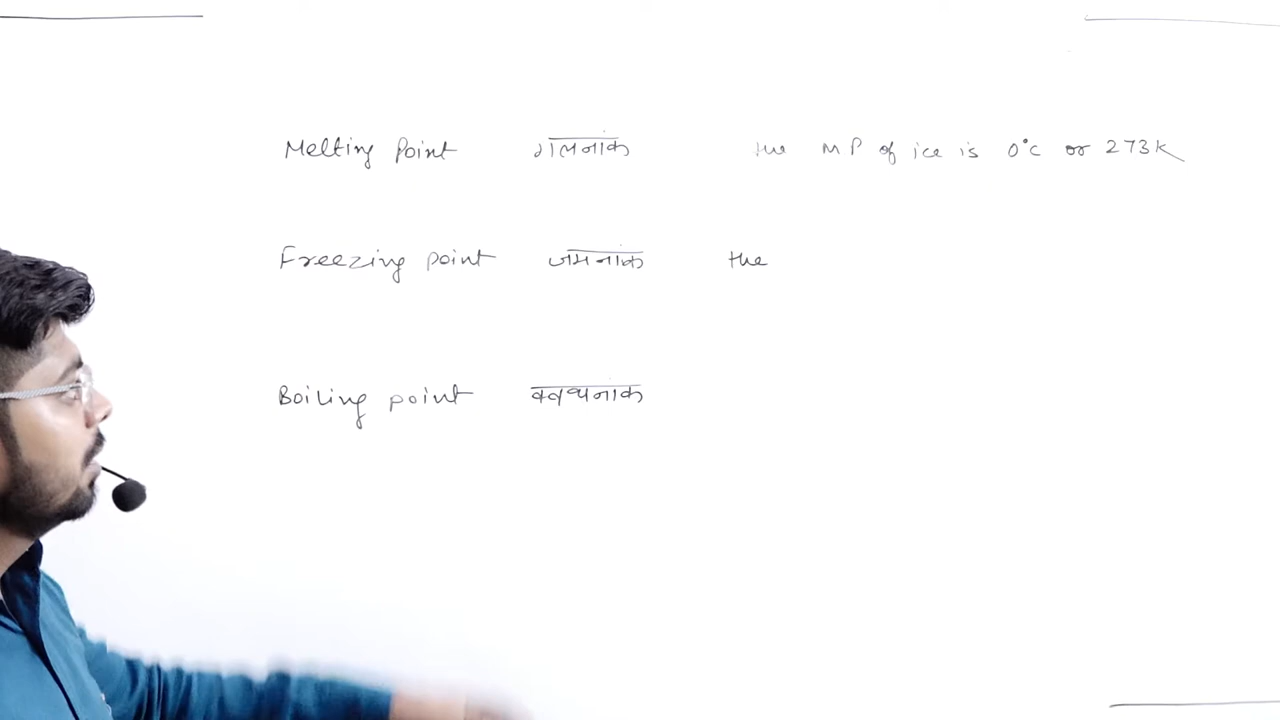 Melting Point गलनांक the MP of ice is 0°C or 273K
Freezing point जमनांक the
Boiling point क्वथनांक